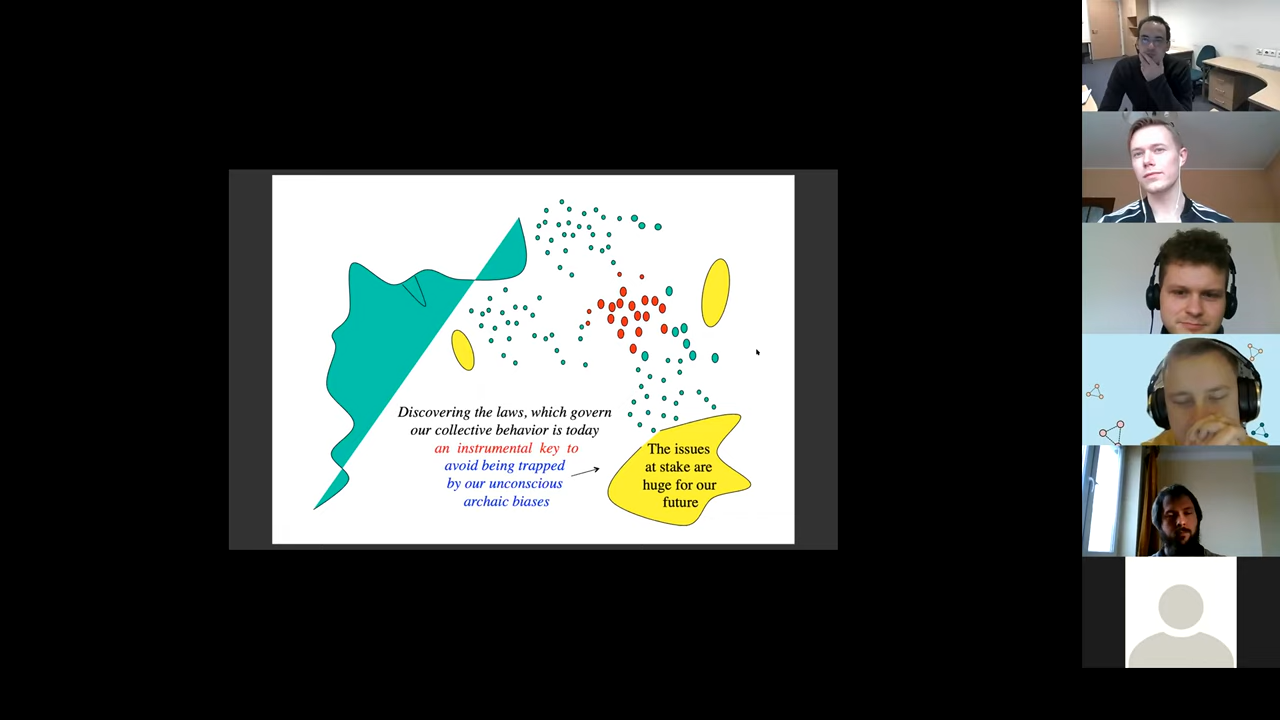 Discovering the laws, which govern
our collective behavior is today
an instrumental key to
avoid being trapped
by our unconscious
archaic biases
The issues
at stake are
huge for our
future